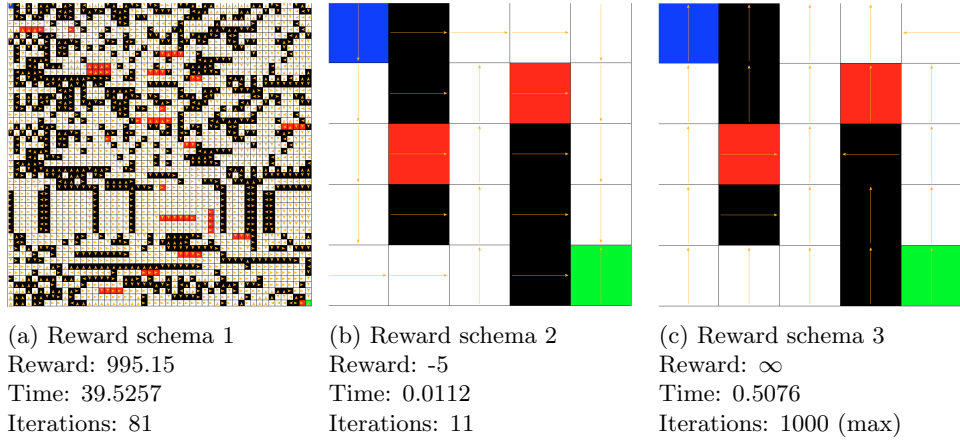 (a) Reward schema 1
Reward: 995.15
Time: 39.5257
Iterations: 81
(b) Reward schema 2
Reward: -5
Time: 0.0112
Iterations: 11
(c) Reward schema 3
Reward: ∞
Time: 0.5076
Iterations: 1000 (max)